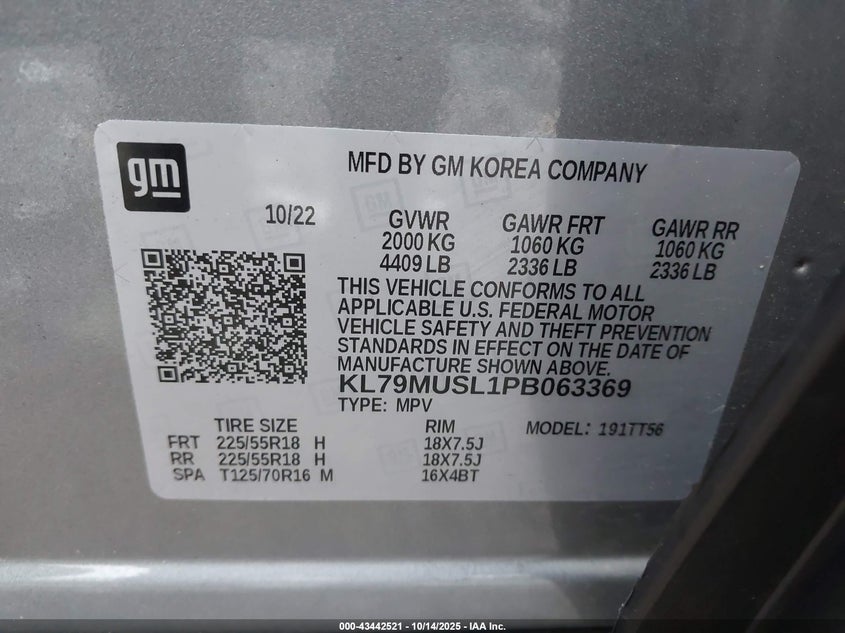 gm
MFD BY GM KOREA COMPANY
10/22
GVWR GAWR FRT GAWR RR
2000 KG 1060 KG 1060 KG
4409 LB 2336 LB 2336 LB
THIS VEHICLE CONFORMS TO ALL
APPLICABLE U.S. FEDERAL MOTOR
VEHICLE SAFETY AND THEFT PREVENTION
STANDARDS IN EFFECT ON THE DATE OF
MANUFACTURE SHOWN ABOVE.
KL79MUSL1PB063369
TYPE: MPV
TIRE SIZE RIM MODEL: 191TT56
FRT 225/55R18 H 18X7.5J
RR 225/55R18 H 18X7.5J
SPA T125/70R16 M 16X4BT
000-43442521 - 10/14/2025 - IAA Inc.